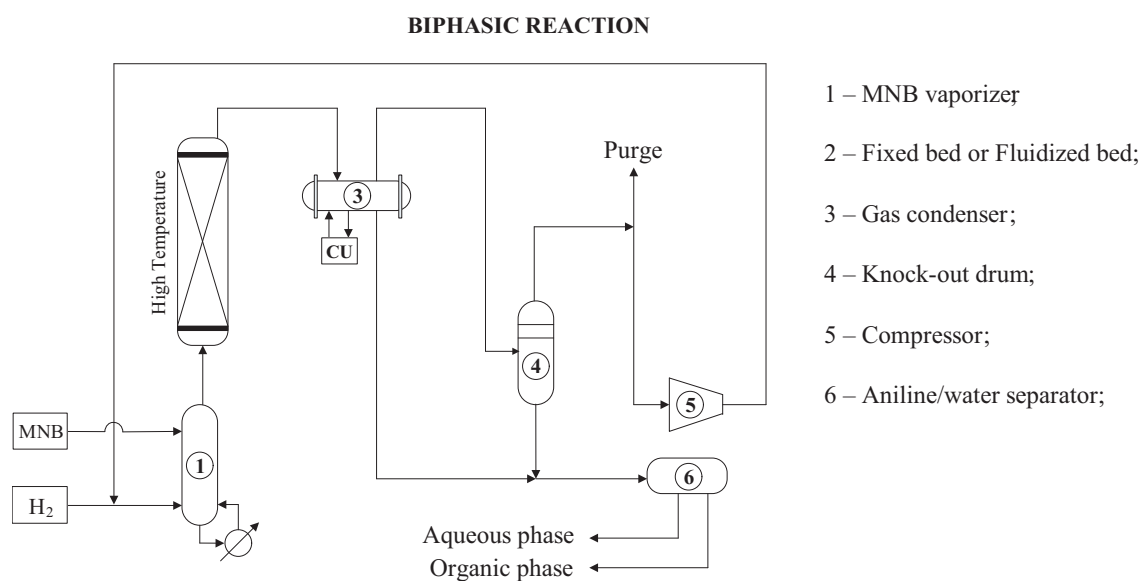 BIPHASIC REACTION
1 – MNB vaporizer;
2 – Fixed bed or Fluidized bed;
3 – Gas condenser;
4 – Knock-out drum;
5 – Compressor;
6 – Aniline/water separator;
High Temperature
3
CU
Purge
4
5
MNB
1
H₂
6
Aqueous phase
Organic phase